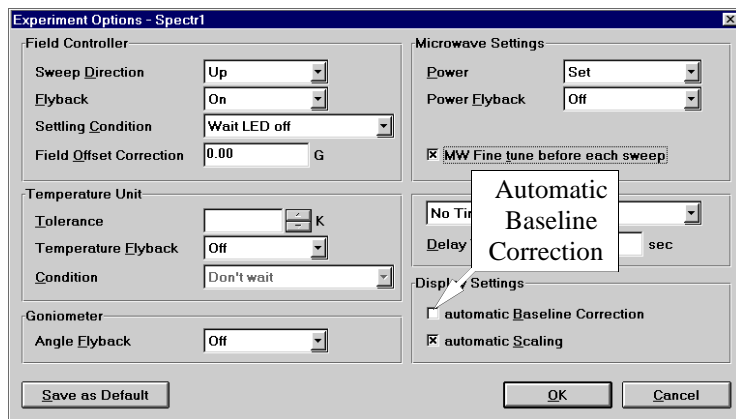 Experiment Options - Spectr1
Field Controller
Sweep Direction Up
Flyback On
Settling Condition Wait LED off
Field Offset Correction 0.00 G
Temperature Unit
Tolerance K
Temperature Flyback Off
Condition Don't wait
Goniometer
Angle Flyback Off
Save as Default
Microwave Settings
Power Set
Power Flyback Off
MW Fine tune before each sweep
Automatic
Baseline
Correction
No
Delay sec
Display Settings
automatic Baseline Correction
automatic Scaling
OK Cancel